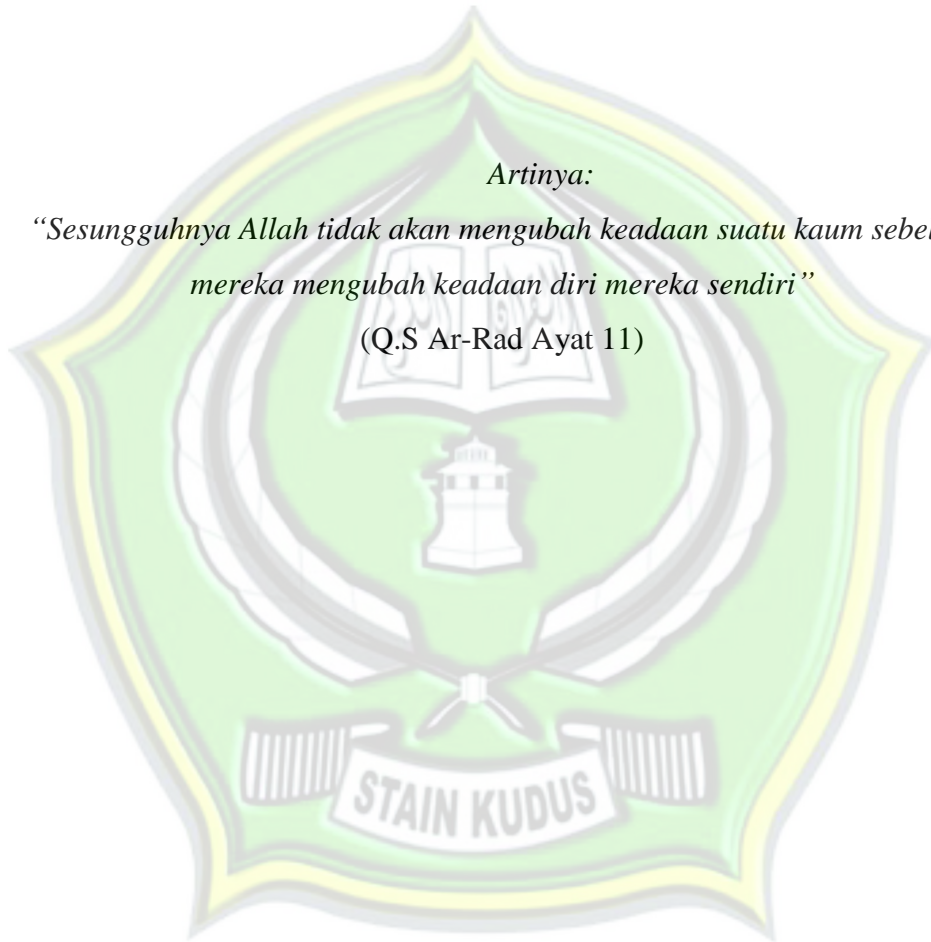 Artinya:
“Sesungguhnya Allah tidak akan mengubah keadaan suatu kaum
mereka mengubah keadaan diri mereka sendiri”
(Q.S Ar-Rad Ayat 11)
STAIN KUDUS